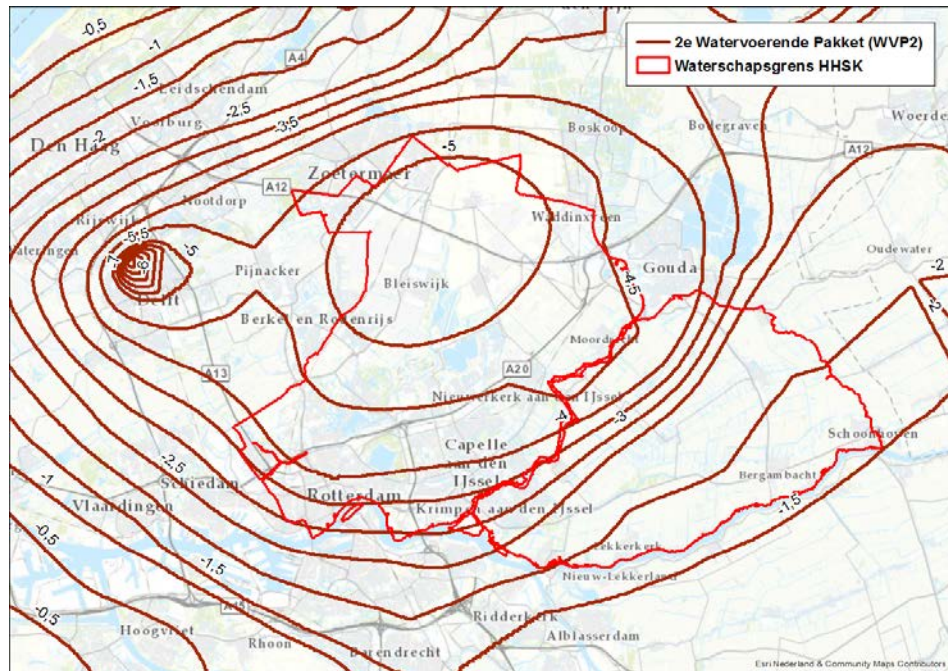 2e Watervoerende Pakket (WVP2)
Waterschapsgrens HHSK
-0,5
-1
A4
-1,5
Leidschendam
-2,5
Voorburg
-2
-3,5
Den Haag
Boskoop
Bodegraven
Woerden
A12
-5
Zoetermeer
A12
Nootdorp
Rijswijk
Waddinxveen
Wateringen
-5,5
-5
Oudewater
-7
-6
Pijnacker
Gouda
-2
Bleiswijk
-4,5
Delft
-2
Berkel en Rodenrijs
Moordrecht
A20
A13
Nieuwerkerk aan den IJssel
-4
-3
Capelle
aan den
IJssel
Schoonhoven
-2,5
Bergambacht
-1
Schiedam
Rotterdam
Vlaardingen
Krimpen aan den IJssel
-1,5
-0,5
Lekkerkerk
-1,5
Nieuw-Lekkerland
A15
-0,5
Ridderkerk
Hoogvliet
Alblasserdam
Rhoon
Barendrecht
Esri Nederland & Community Maps Contributors